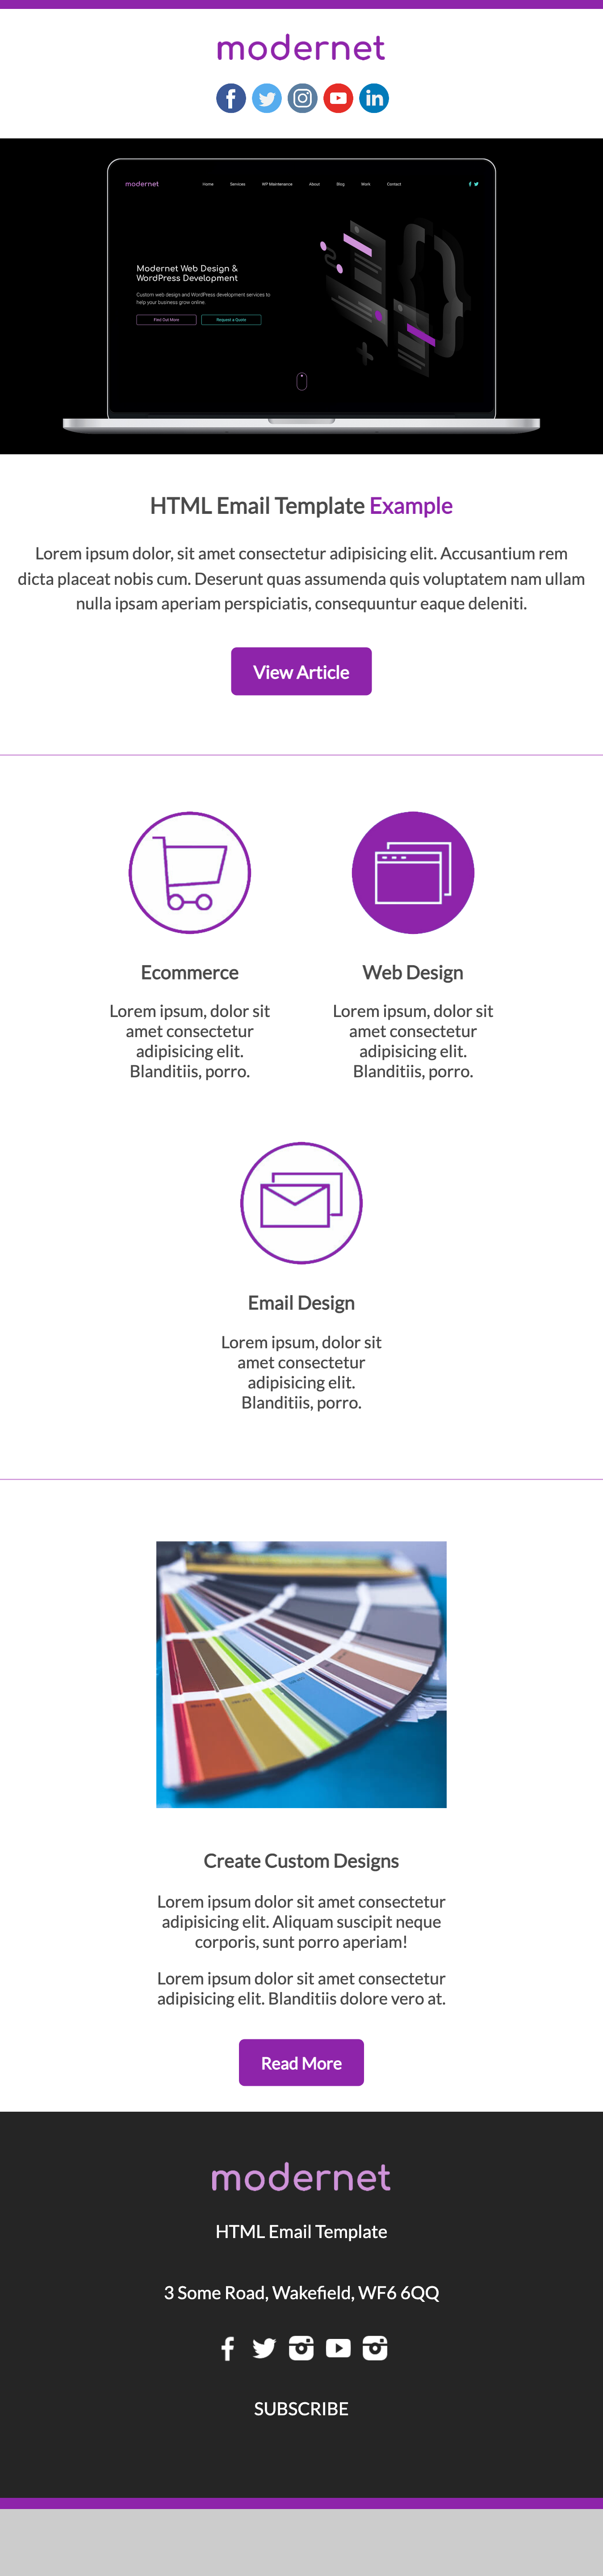 modernet
modernet
Home Services WP Maintenance About Blog Work Contact
Modernet Web Design &
WordPress Development
Custom web design and WordPress development services to
help your business grow online.
Find Out More Request a Quote
HTML Email Template Example
Lorem ipsum dolor, sit amet consectetur adipisicing elit. Accusantium rem
dicta placeat nobis cum. Deserunt quas assumenda quis voluptatem nam ullam
nulla ipsam aperiam perspiciatis, consequuntur eaque deleniti.
View Article
Ecommerce
Lorem ipsum, dolor sit
amet consectetur
adipisicing elit.
Blanditiis, porro.
Web Design
Lorem ipsum, dolor sit
amet consectetur
adipisicing elit.
Blanditiis, porro.
Email Design
Lorem ipsum, dolor sit
amet consectetur
adipisicing elit.
Blanditiis, porro.
Create Custom Designs
Lorem ipsum dolor sit amet consectetur
adipisicing elit. Aliquam suscipit neque
corporis, sunt porro aperiam!
Lorem ipsum dolor sit amet consectetur
adipisicing elit. Blanditiis dolore vero at.
Read More
modernet
HTML Email Template
3 Some Road, Wakefield, WF6 6QQ
SUBSCRIBE